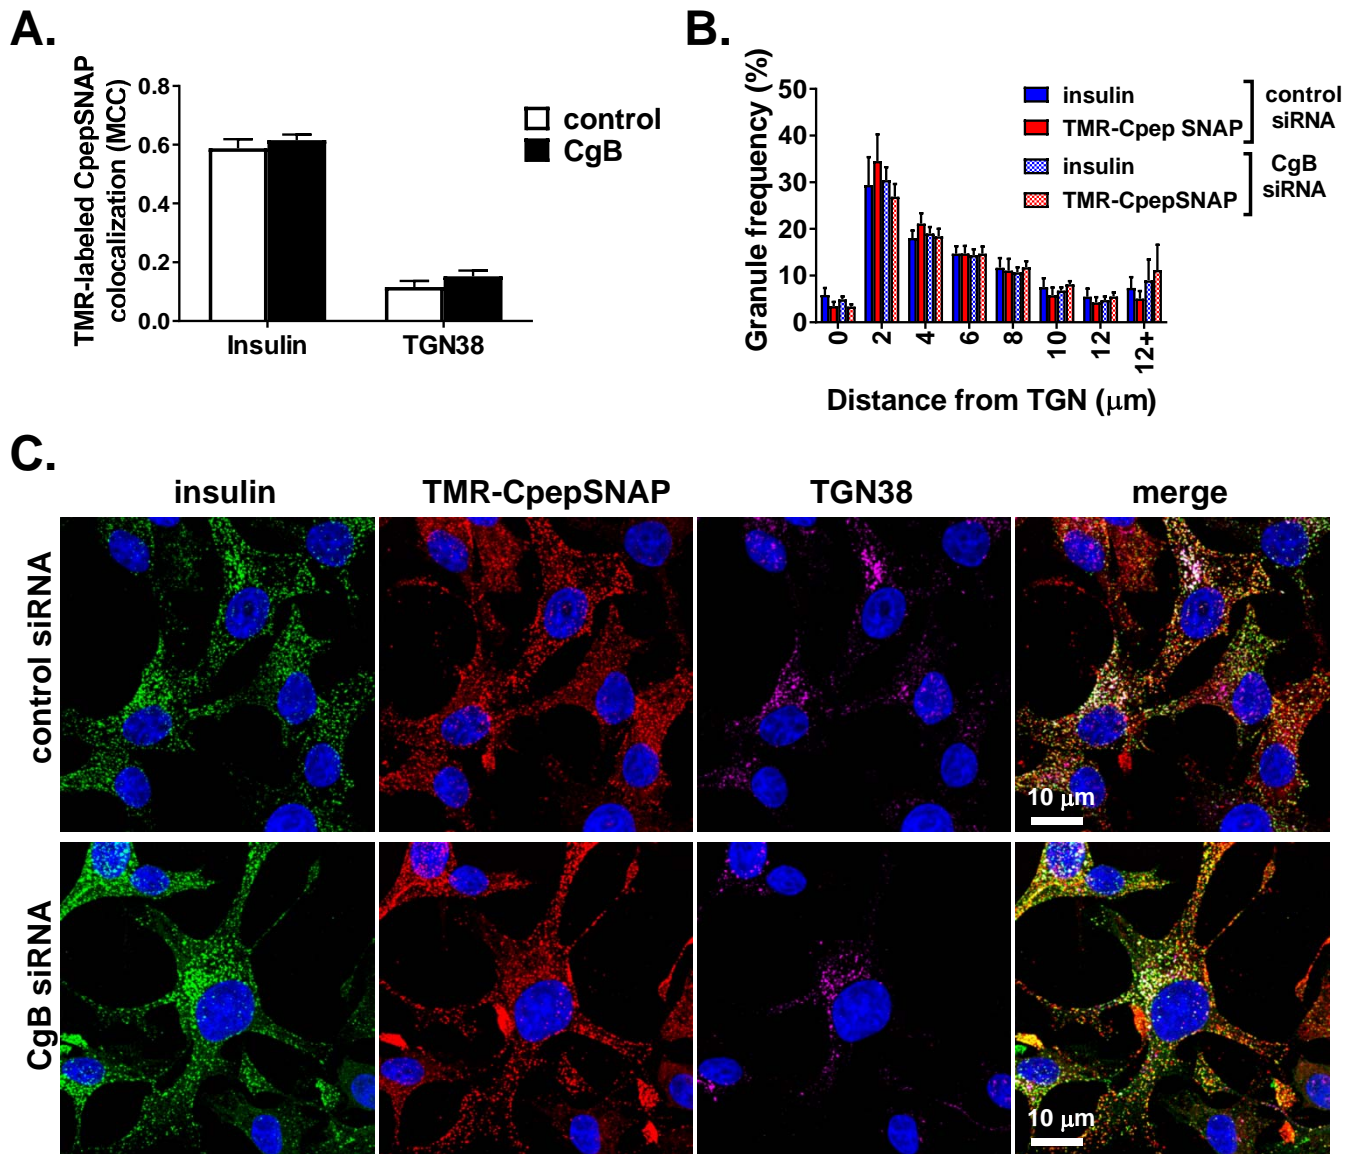 A.
TMR-labeled CpepSNAP
colocalization (MCC)
0.8
0.6
0.4
0.2
0.0
Insulin
TGN38
control
CgB
B.
Granule frequency (%)
50
40
30
20
10
0
0
2
4
6
8
10
12
12+
Distance from TGN (μm)
insulin
TMR-Cpep SNAP
control
siRNA
insulin
TMR-CpepSNAP
CgB
siRNA
C.
insulin
TMR-CpepSNAP
TGN38
merge
control siRNA
10 μm
CgB siRNA
10 μm